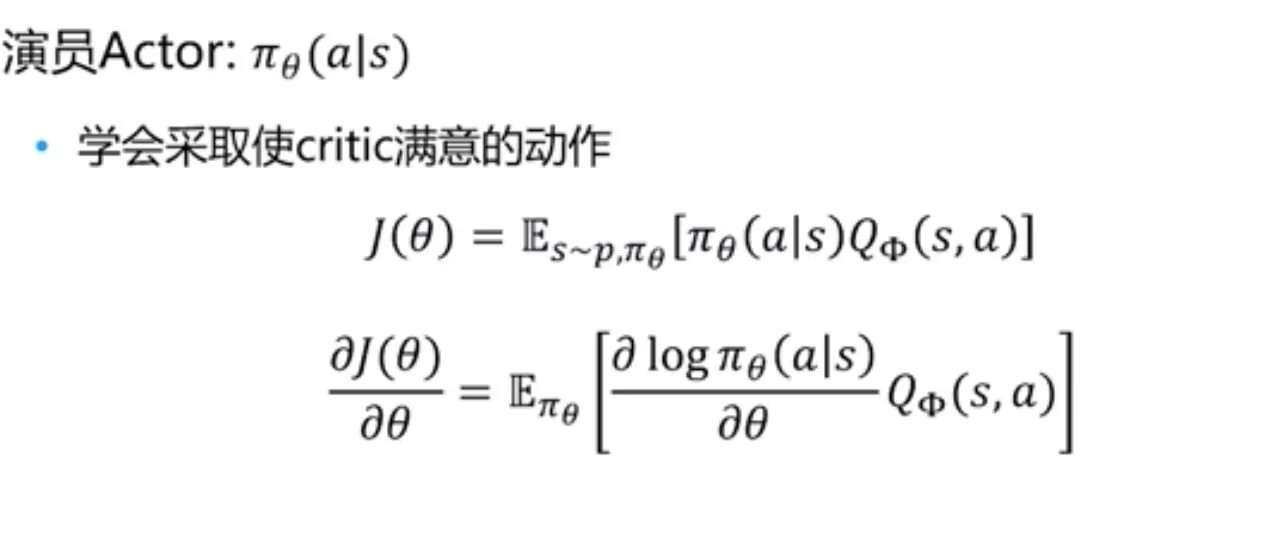 演员Actor: π_θ(a|s)
• 学会采取使critic满意的动作
J(θ) = 𝔼_{s~p,π_θ}[π_θ(a|s)Q_Φ(s,a)]
∂J(θ)/∂θ = 𝔼_{π_θ}[∂ log π_θ(a|s)/∂θ Q_Φ(s,a)]